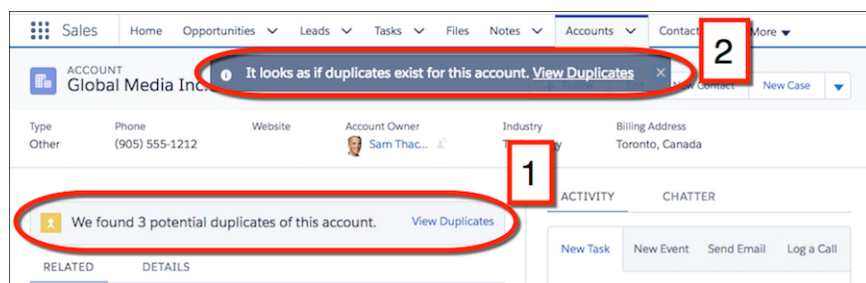 Sales Home Opportunities Leads Tasks Files Notes Accounts Contact More
2
It looks as if duplicates exist for this account. View Duplicates
ACCOUNT
Global Media Inc.
New Contact New Case
Type Phone Website Account Owner Industry Billing Address
Other (905) 555-1212 Sam Thac... Toronto, Canada
1
We found 3 potential duplicates of this account. View Duplicates
ACTIVITY CHATTER
New Task New Event Send Email Log a Call
RELATED DETAILS